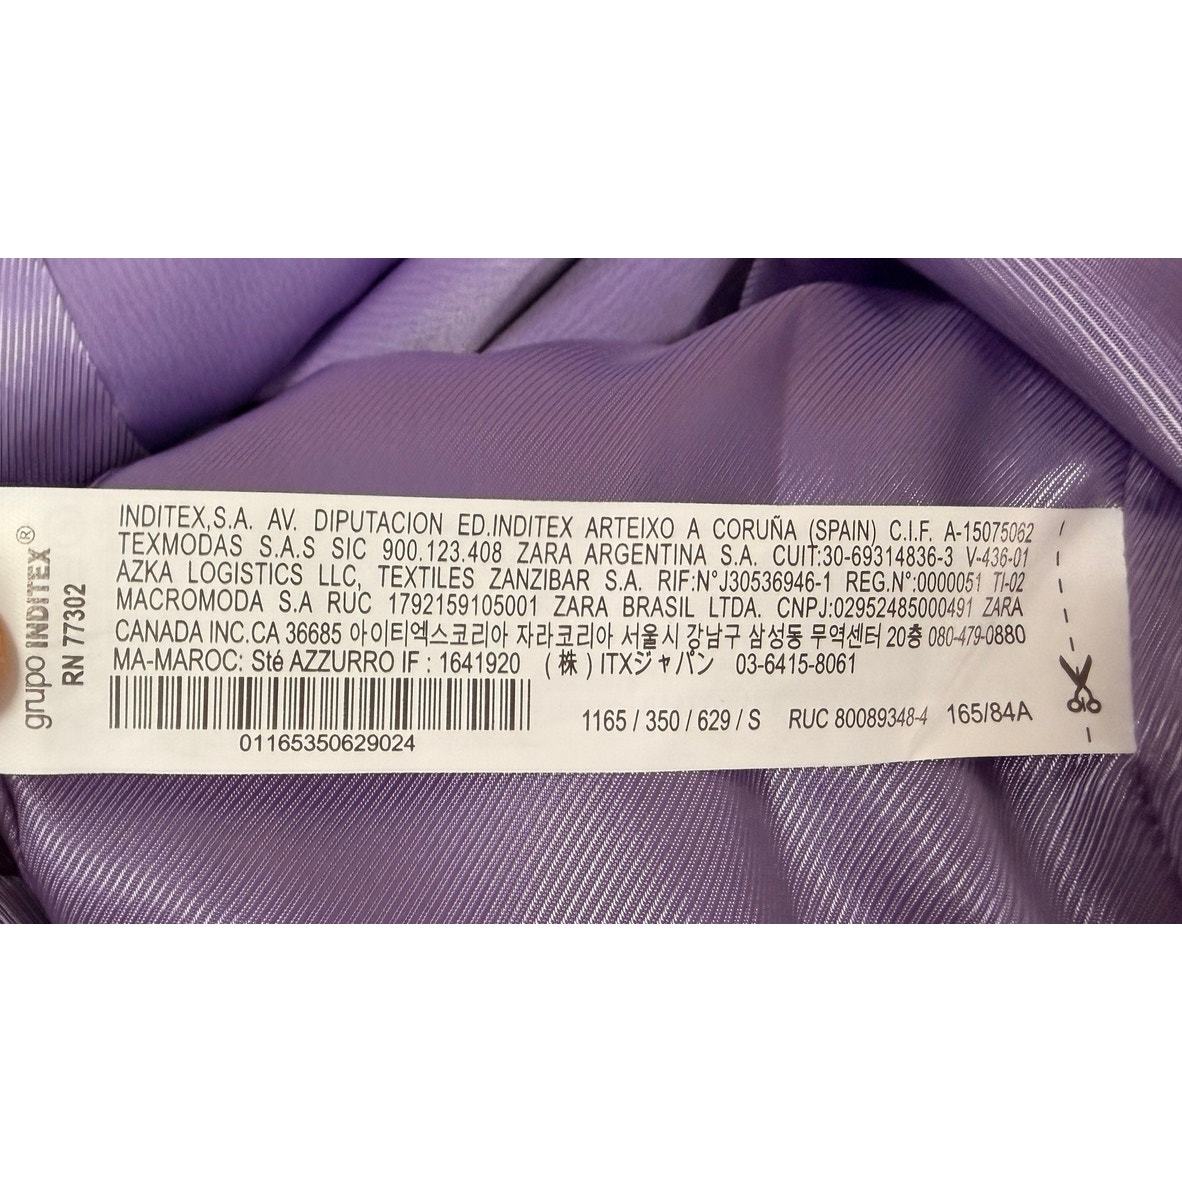 grupo INDITEX®
RN 77302
INDITEX,S.A. AV. DIPUTACION ED.INDITEX ARTEIXO A CORUÑA (SPAIN) C.I.F. A-15075062
TEXMODAS S.A.S SIC 900.123.408 ZARA ARGENTINA S.A. CUIT:30-69314836-3 V-436-01
AZKA LOGISTICS LLC, TEXTILES ZANZIBAR S.A. RIF:N°J30536946-1 REG.N°:0000051 TI-02
MACROMODA S.A RUC 1792159105001 ZARA BRASIL LTDA. CNPJ:02952485000491 ZARA
CANADA INC.CA 36685 아이티엑스코리아 자라코리아 서울시 강남구 삼성동 무역센터 20층 080-479-0880
MA-MAROC: Sté AZZURRO IF : 1641920 (株) ITXジャパン 03-6415-8061
1165 / 350 / 629 / S RUC 80089348-4 165/84A
01165350629024